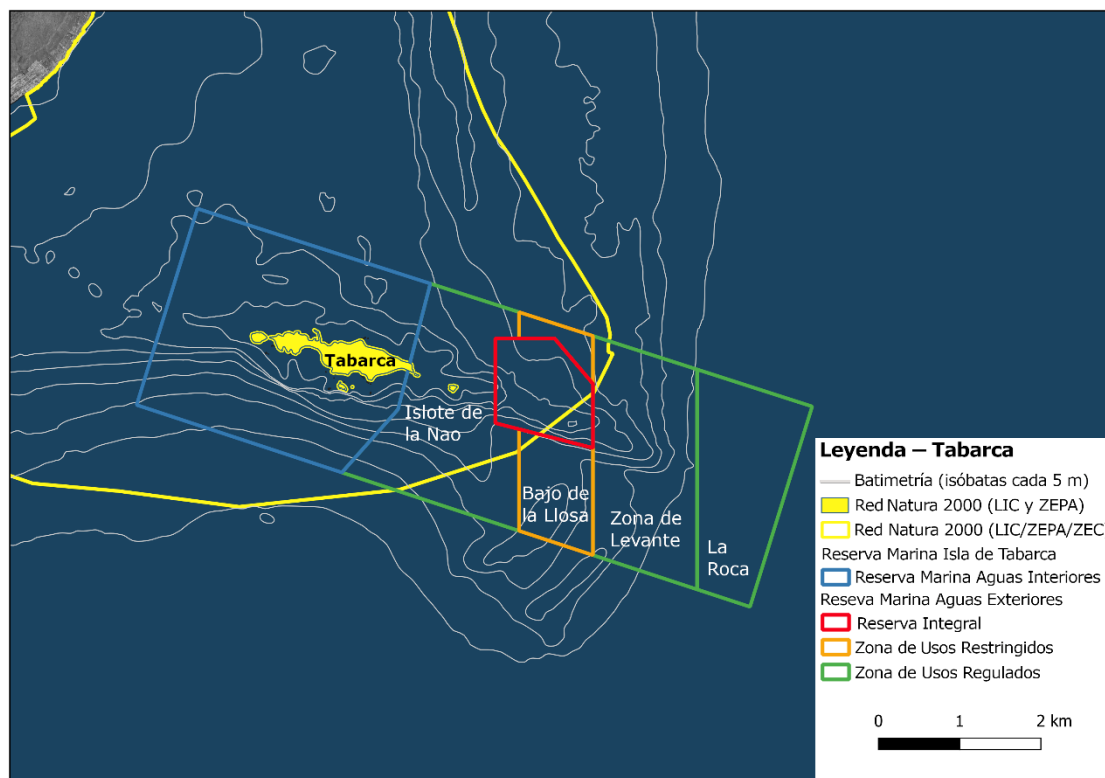 Tabarca
Islote de
la Nao
Bajo de
la Llosa
Zona de
Levante
La
Roca
Leyenda – Tabarca
Batimetría (isóbatas cada 5 m)
Red Natura 2000 (LIC y ZEPA)
Red Natura 2000 (LIC/ZEPA/ZEC)
Reserva Marina Isla de Tabarca
Reserva Marina Aguas Interiores
Reseva Marina Aguas Exteriores
Reserva Integral
Zona de Usos Restringidos
Zona de Usos Regulados
0 1 2 km